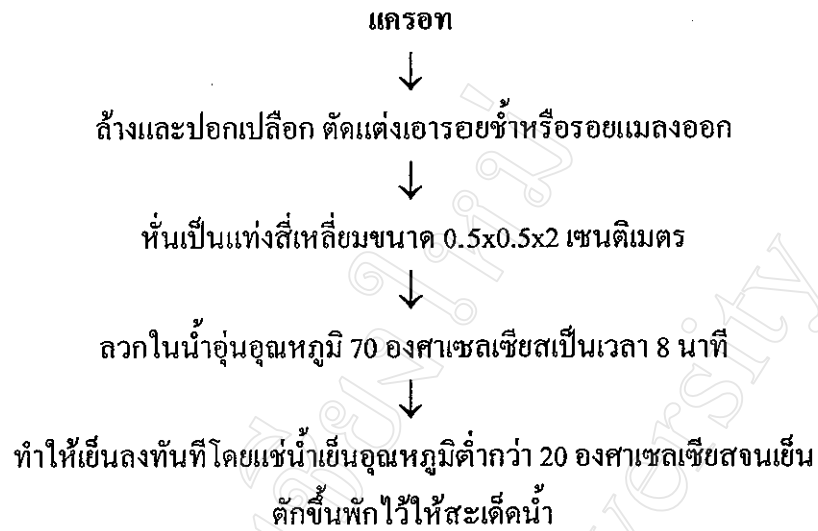 แครอท
ล้างและปอกเปลือก ตัดแต่งเอารอยช้ำหรือรอยแมลงออก
หั่นเป็นแท่งสี่เหลี่ยมขนาด 0.5x0.5x2 เซนติเมตร
ลวกในน้ำอุ่นอุณหภูมิ 70 องศาเซลเซียสเป็นเวลา 8 นาที
ทำให้เย็นลงทันทีโดยแช่น้ำเย็นอุณหภูมิต่ำกว่า 20 องศาเซลเซียสจนเย็น
ตักขึ้นพักไว้ให้สะเด็ดน้ำ